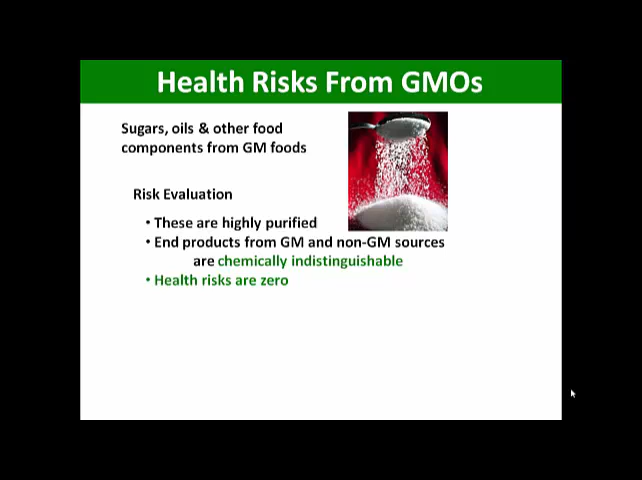 Health Risks From GMOs
Sugars, oils & other food
components from GM foods
Risk Evaluation
• These are highly purified
• End products from GM and non-GM sources
are chemically indistinguishable
• Health risks are zero